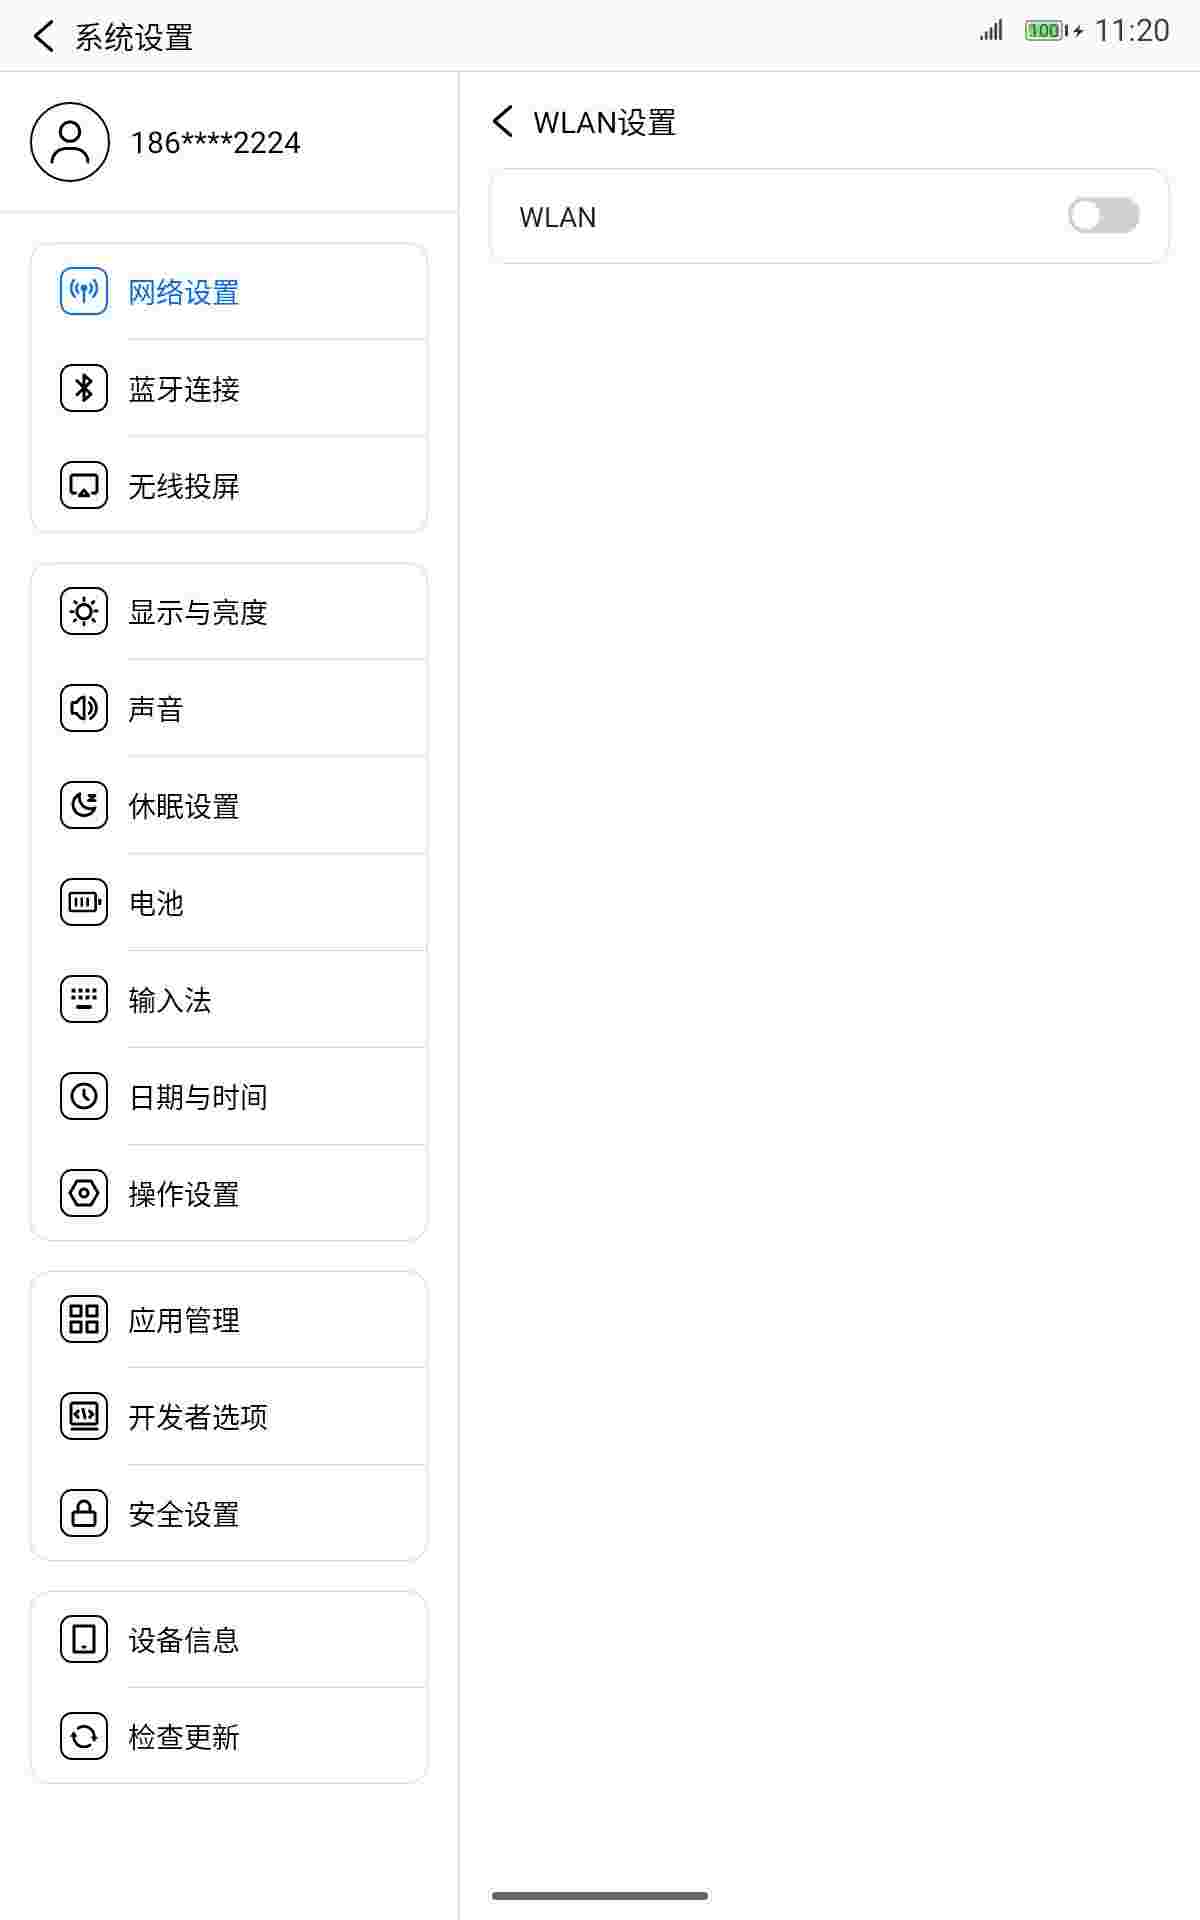 系统设置
100
11:20
186****2224
网络设置
蓝牙连接
无线投屏
显示与亮度
声音
休眠设置
电池
输入法
日期与时间
操作设置
应用管理
开发者选项
安全设置
设备信息
检查更新
WLAN设置
WLAN